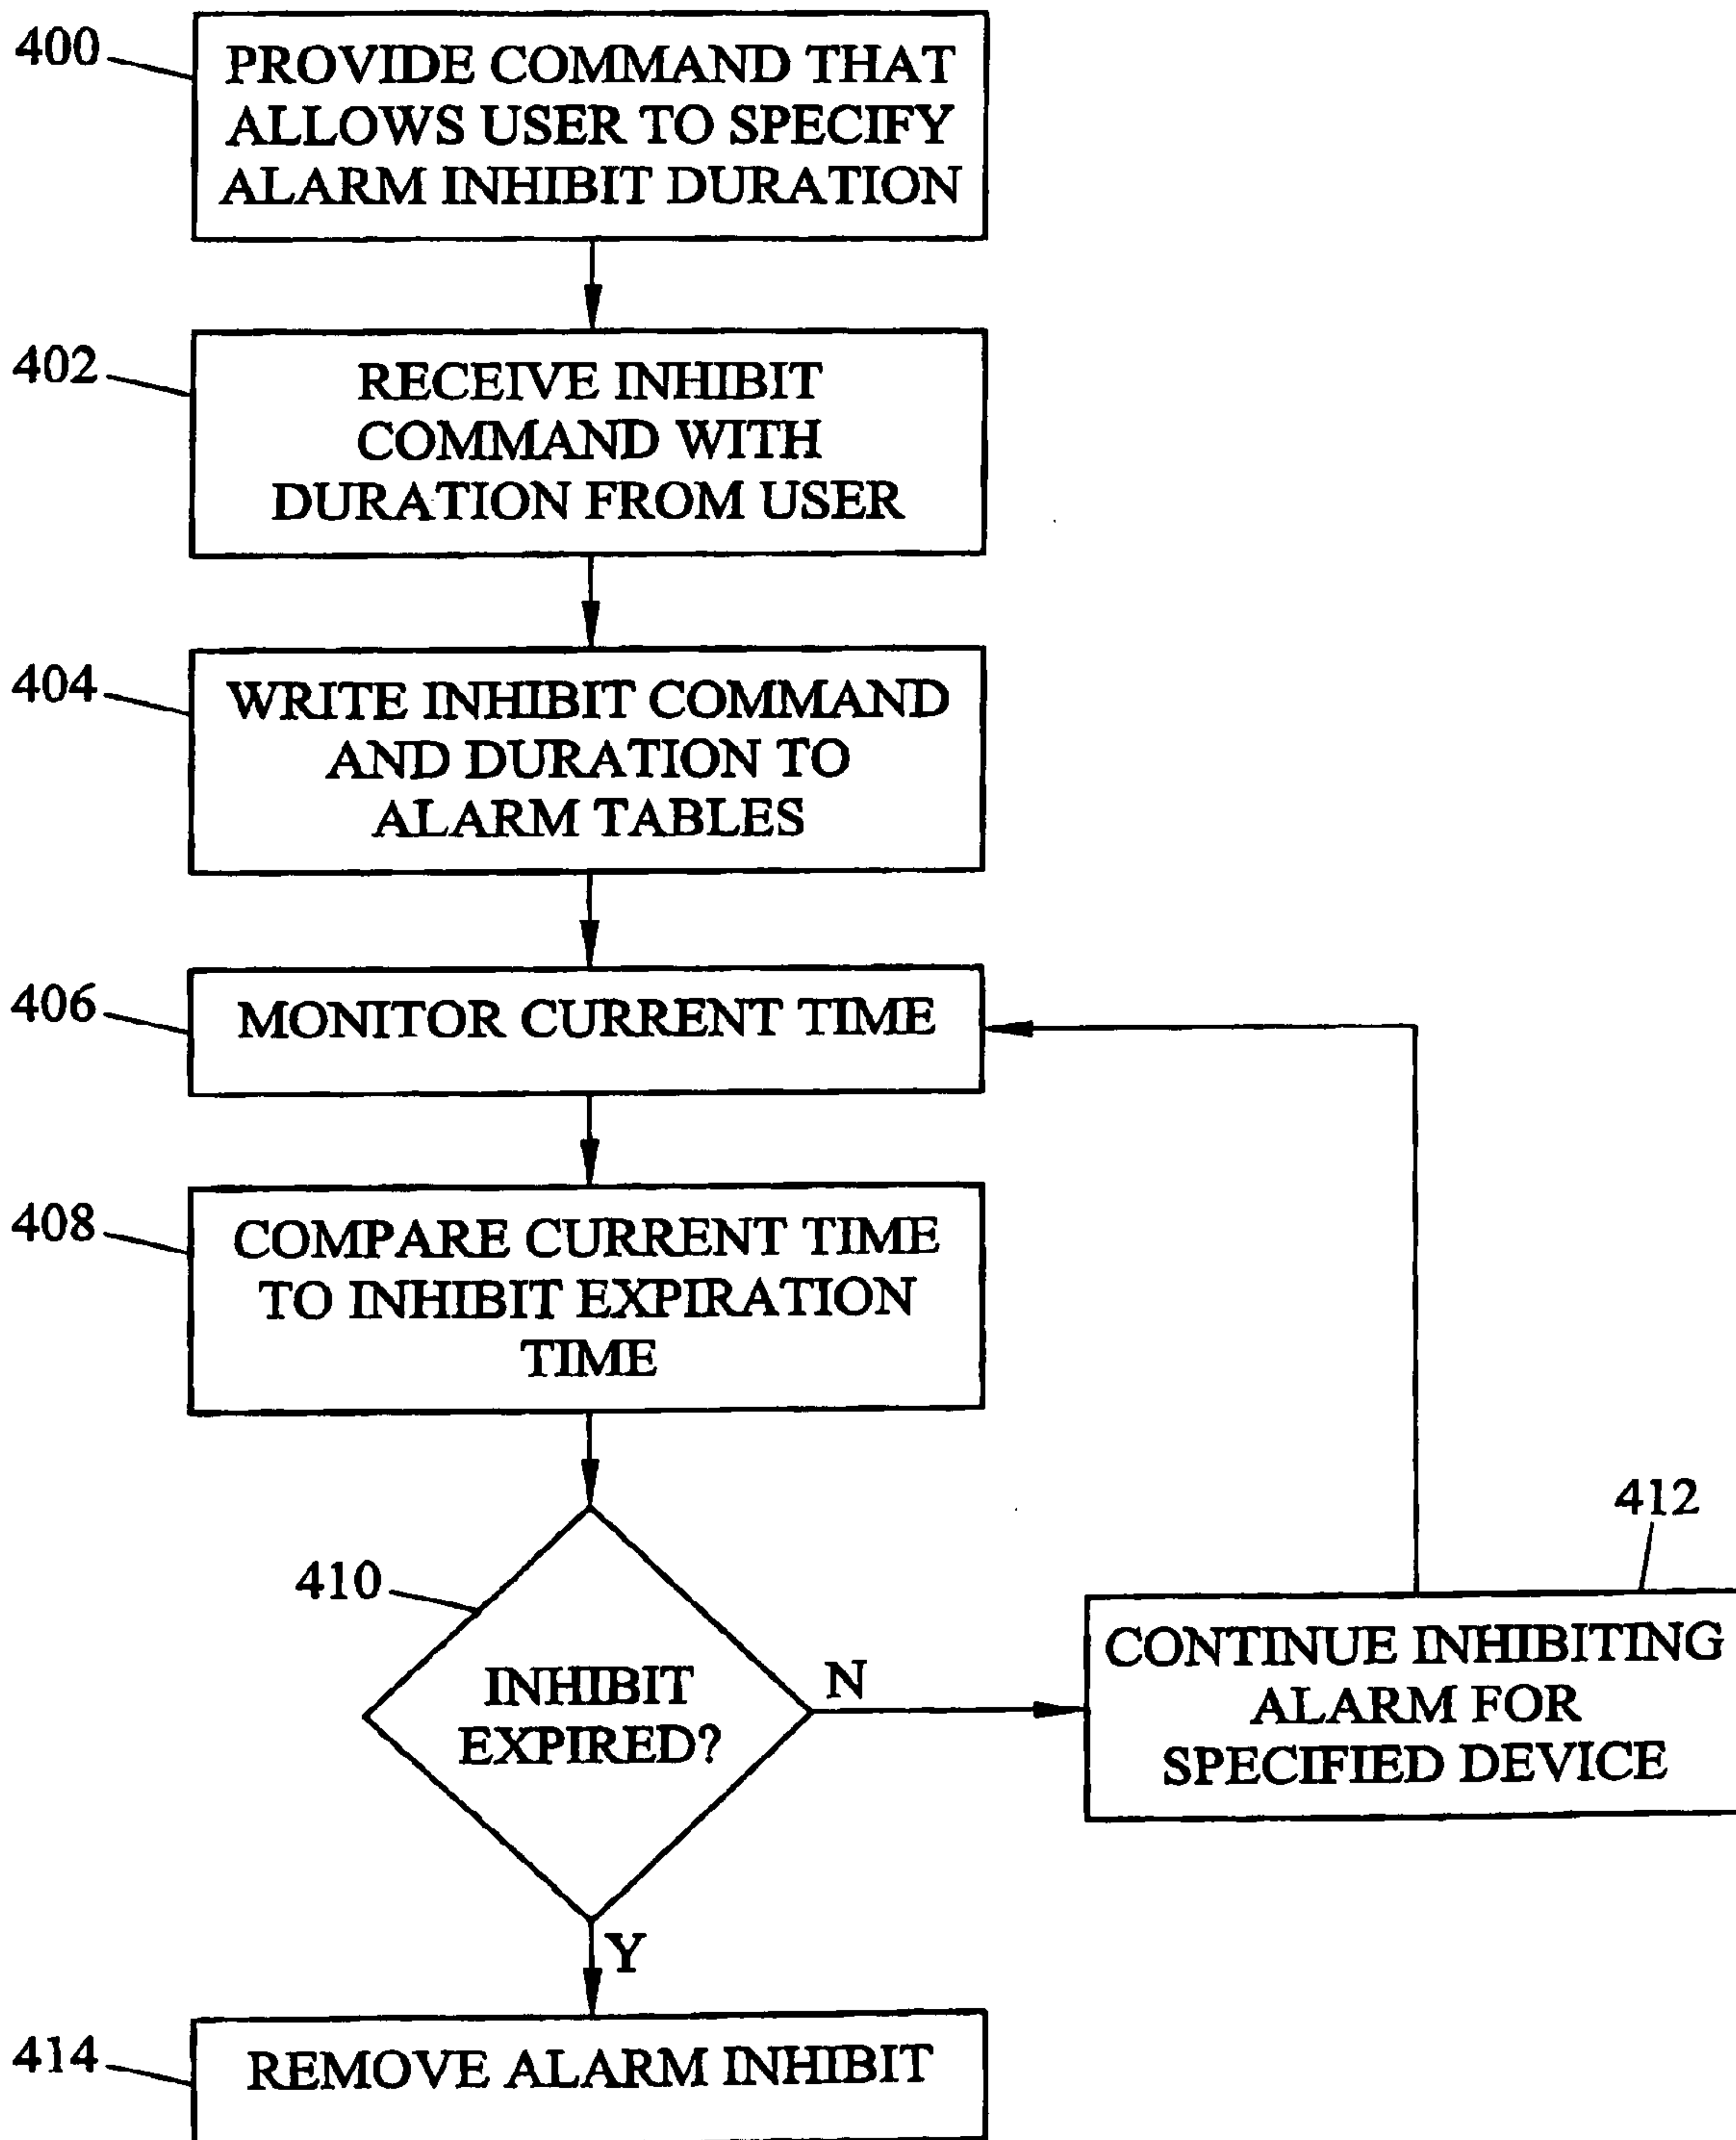 400
PROVIDE COMMAND THAT
ALLOWS USER TO SPECIFY
ALARM INHIBIT DURATION
402
RECEIVE INHIBIT
COMMAND WITH
DURATION FROM USER
404
WRITE INHIBIT COMMAND
AND DURATION TO
ALARM TABLES
406
MONITOR CURRENT TIME
408
COMPARE CURRENT TIME
TO INHIBIT EXPIRATION
TIME
410
INHIBIT
EXPIRED?
N
412
CONTINUE INHIBITING
ALARM FOR
SPECIFIED DEVICE
Y
414
REMOVE ALARM INHIBIT